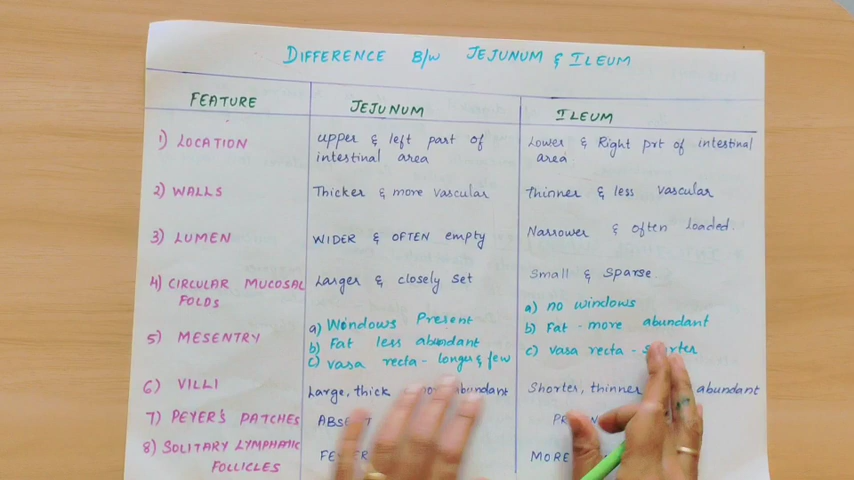 DIFFERENCE B/W JEJUNUM & ILEUM
FEATURE JEJUNUM ILEUM
1) LOCATION upper & left part of intestinal area Lower & Right prt of intestinal area
2) WALLS Thicker & more vascular thinner & less vascular
3) LUMEN WIDER & OFTEN empty Narrower & often loaded.
4) CIRCULAR MUCOSAL FOLDS Larger & closely set Small & Sparse
5) MESENTRY
a) Windows Present
b) Fat less abundant
c) vasa recta - longer & few
a) no windows
b) Fat - more abundant
c) vasa recta - shorter
6) VILLI Large, thick abundant Shorter, thinner abundant
7) PEYER'S PATCHES
8) SOLITARY LYMPHATIC FOLLICLES MORE